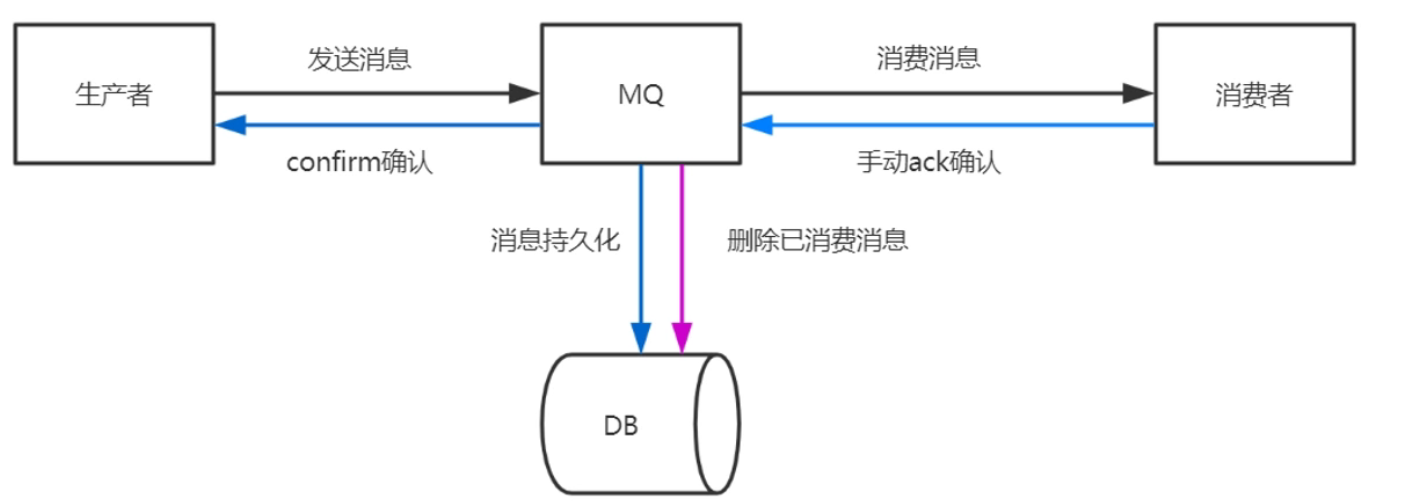 发送消息
消费消息
生产者
MQ
消费者
confirm确认
手动ack确认
消息持久化
删除已消费消息
DB